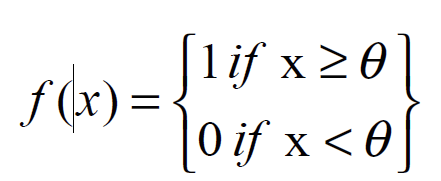 f(x) = { 1 if x ≥ θ
0 if x < θ }